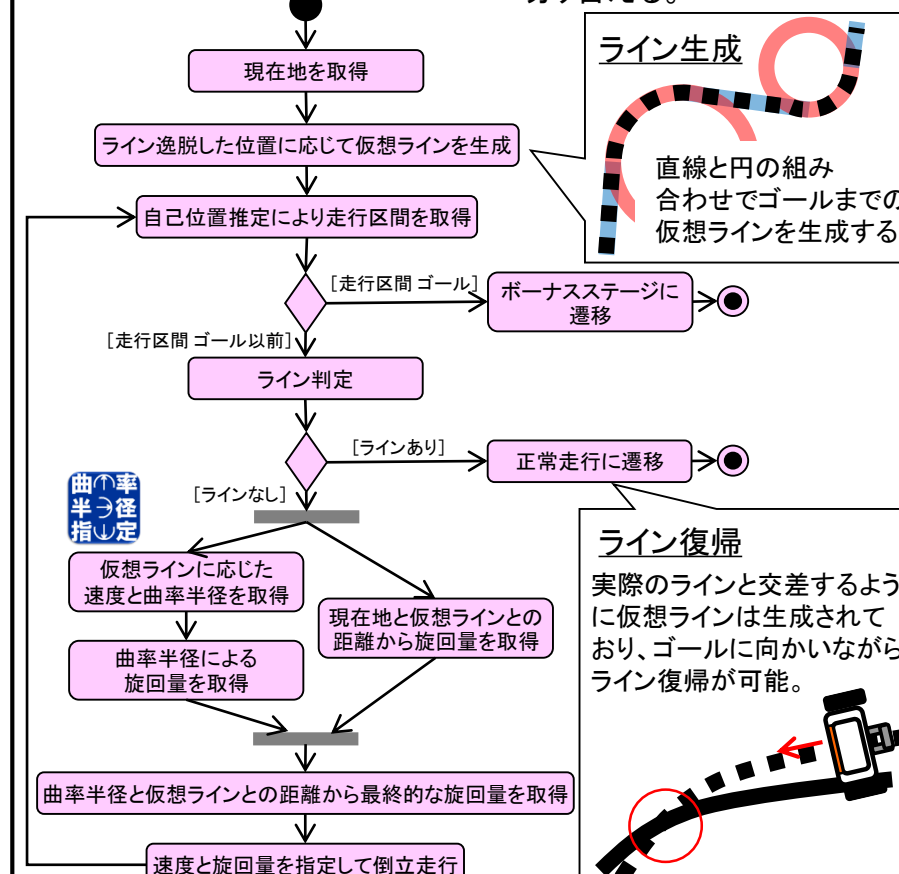 現在地を取得
ライン逸脱した位置に応じて仮想ラインを生成
自己位置推定により走行区間を取得
[走行区間 ゴール]
ボーナスステージに
遷移
[走行区間 ゴール以前]
ライン判定
[ラインあり]
正常走行に遷移
[ラインなし]
曲率
半径
指定
仮想ラインに応じた
速度と曲率半径を取得
曲率半径による
旋回量を取得
現在地と仮想ラインとの
距離から旋回量を取得
曲率半径と仮想ラインとの距離から最終的な旋回量を取得
速度と旋回量を指定して倒立走行
ライン生成
直線と円の組み
合わせでゴールまでの
仮想ラインを生成する
ライン復帰
実際のラインと交差するよう
に仮想ラインは生成されて
おり、ゴールに向かいながら
ライン復帰が可能。